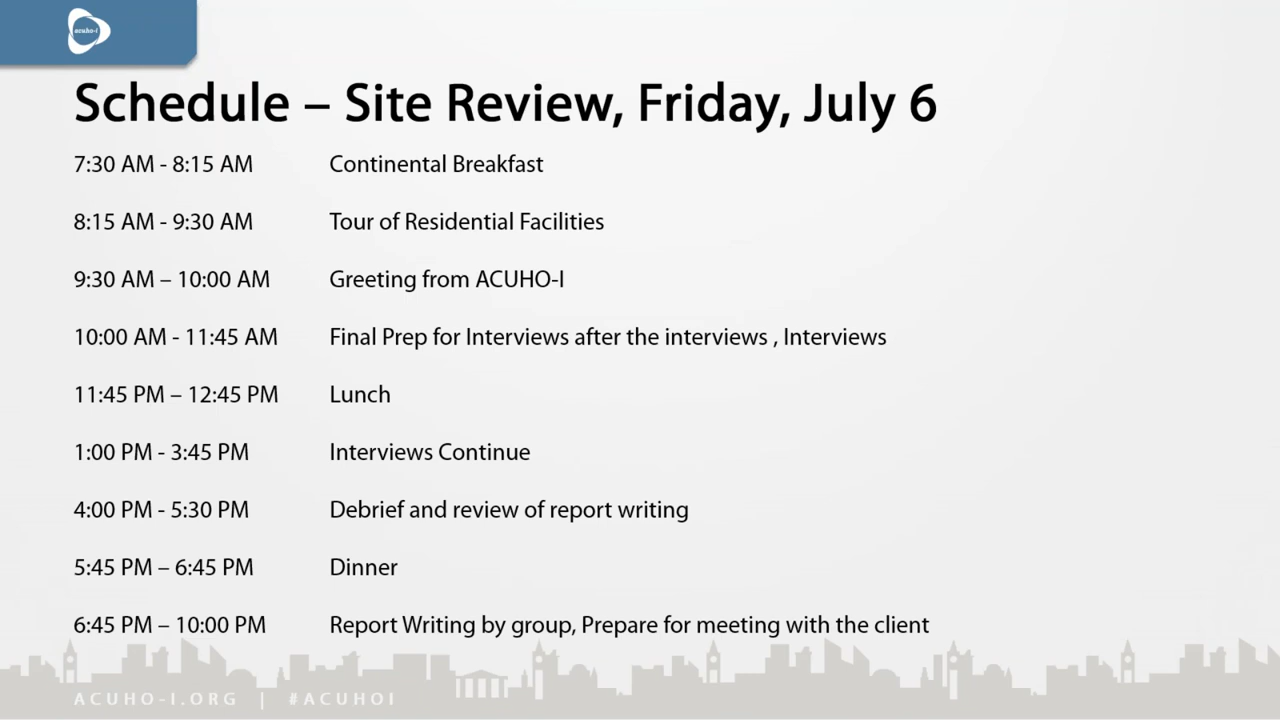 acuho-i
Schedule – Site Review, Friday, July 6
7:30 AM - 8:15 AM Continental Breakfast
8:15 AM - 9:30 AM Tour of Residential Facilities
9:30 AM – 10:00 AM Greeting from ACUHO-I
10:00 AM - 11:45 AM Final Prep for Interviews after the interviews , Interviews
11:45 PM – 12:45 PM Lunch
1:00 PM - 3:45 PM Interviews Continue
4:00 PM - 5:30 PM Debrief and review of report writing
5:45 PM – 6:45 PM Dinner
6:45 PM – 10:00 PM Report Writing by group, Prepare for meeting with the client
ACUHO-I.ORG | #ACUHOI